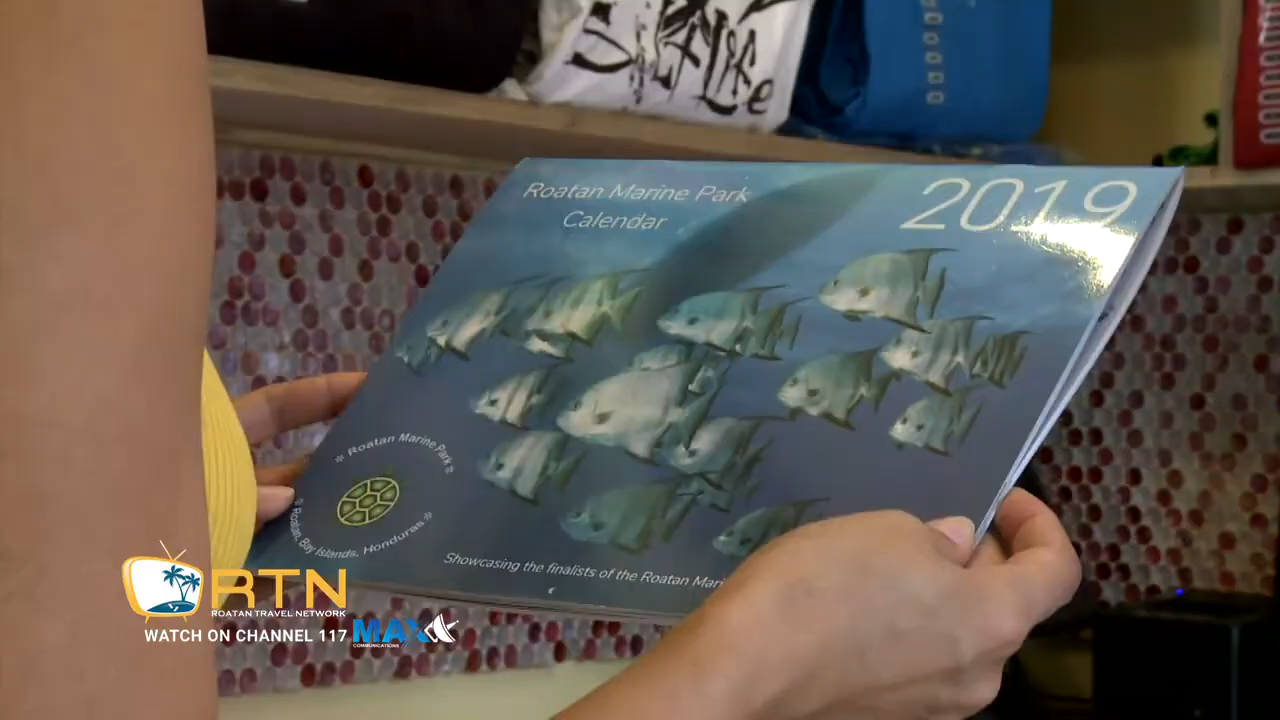 Salt Life
Roatan Marine Park
Calendar
2019
* Roatan Marine Park *
* Roatan, Bay Islands, Honduras *
Showcasing the finalists of the Roatan Mari
RTN
ROATAN TRAVEL NETWORK
WATCH ON CHANNEL 117 MAX
COMMUNICATIONS